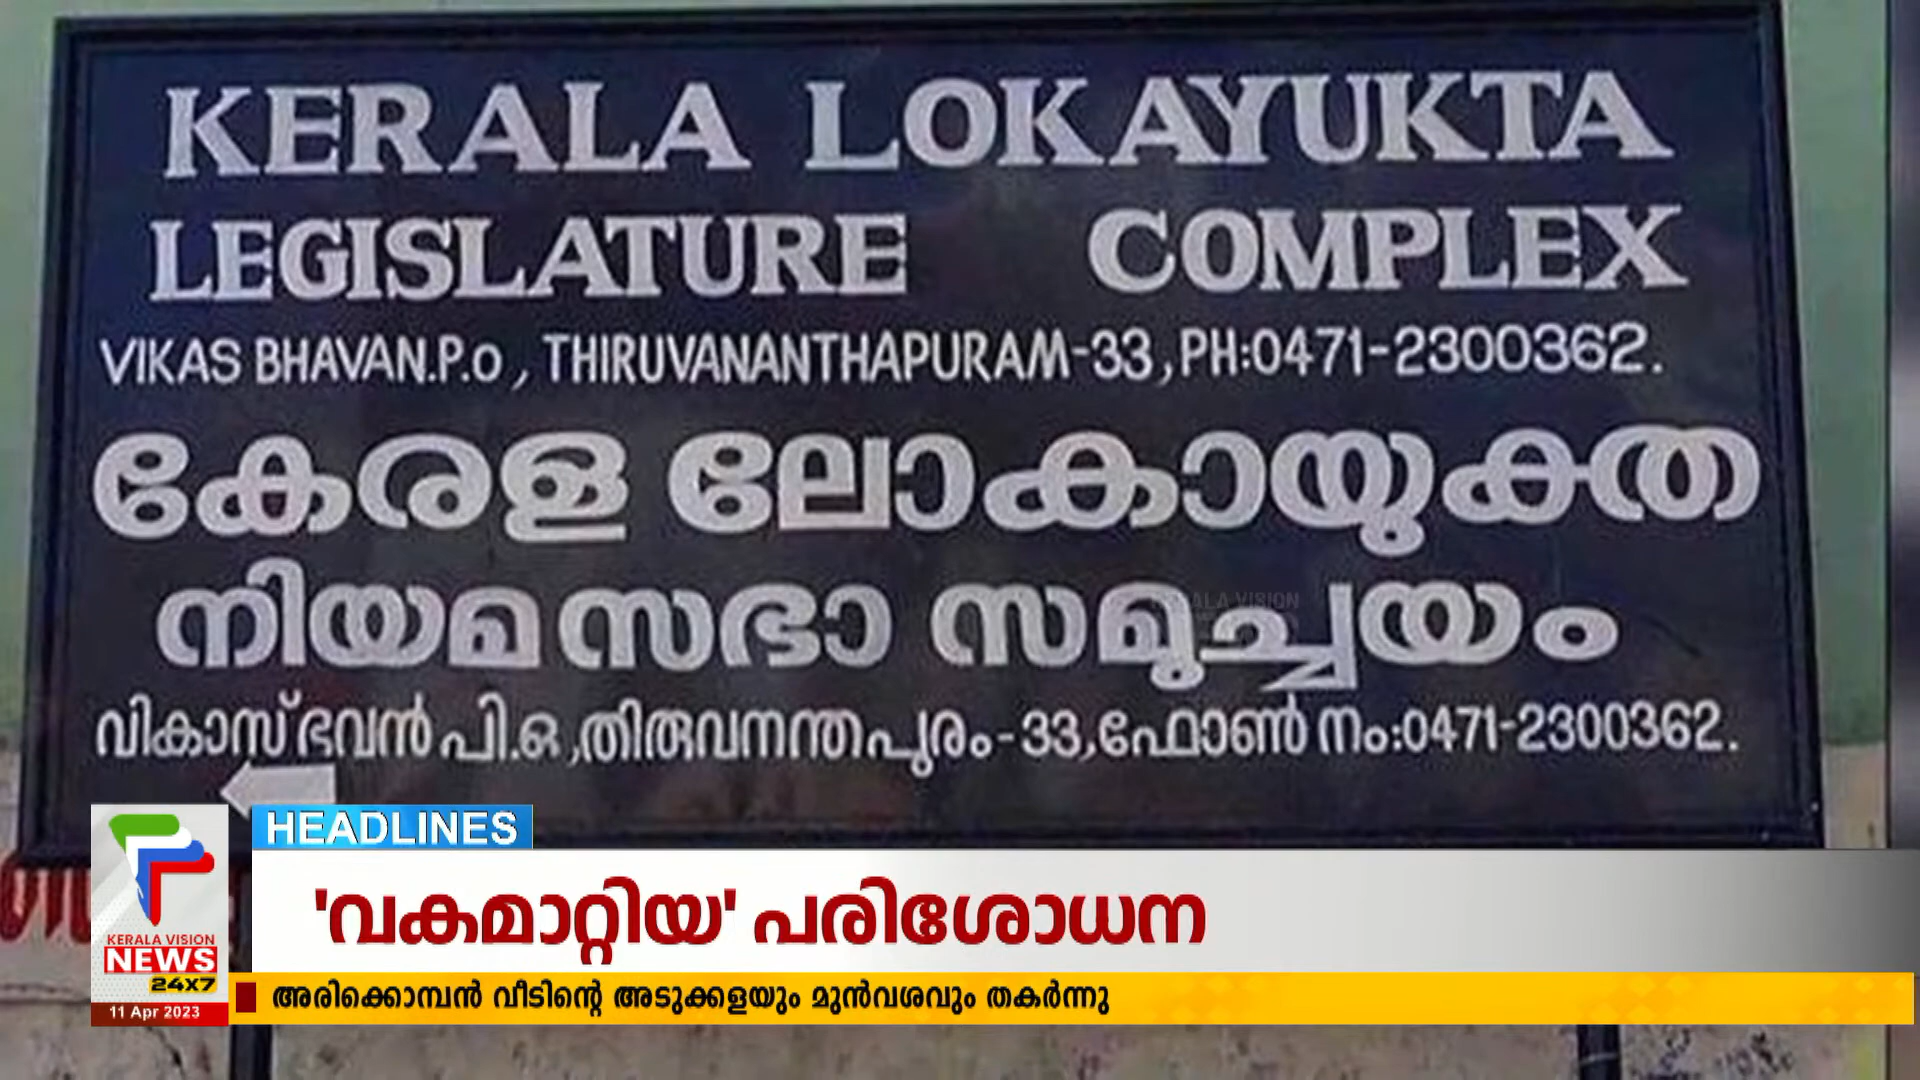 KERALA LOKAYUKTA
LEGISLATURE COMPLEX
VIKAS BHAVAN.P.O, THIRUVANANTHAPURAM-33, PH:0471-2300362.
കേരള ലോകായുക്ത
നിയമസഭാ സമുച്ചയം
KERALA VISION
വികാസ് ഭവൻ പി.ഒ,തിരുവനന്തപുരം-33,ഫോൺ നം:0471-2300362.
HEADLINES
'വകമാറ്റിയ' പരിശോധന
KERALA VISION
NEWS
24x7
11 Apr 2023
അരിക്കൊമ്പൻ വീടിന്റെ അടുക്കളയും മുൻവശവും തകർന്നു